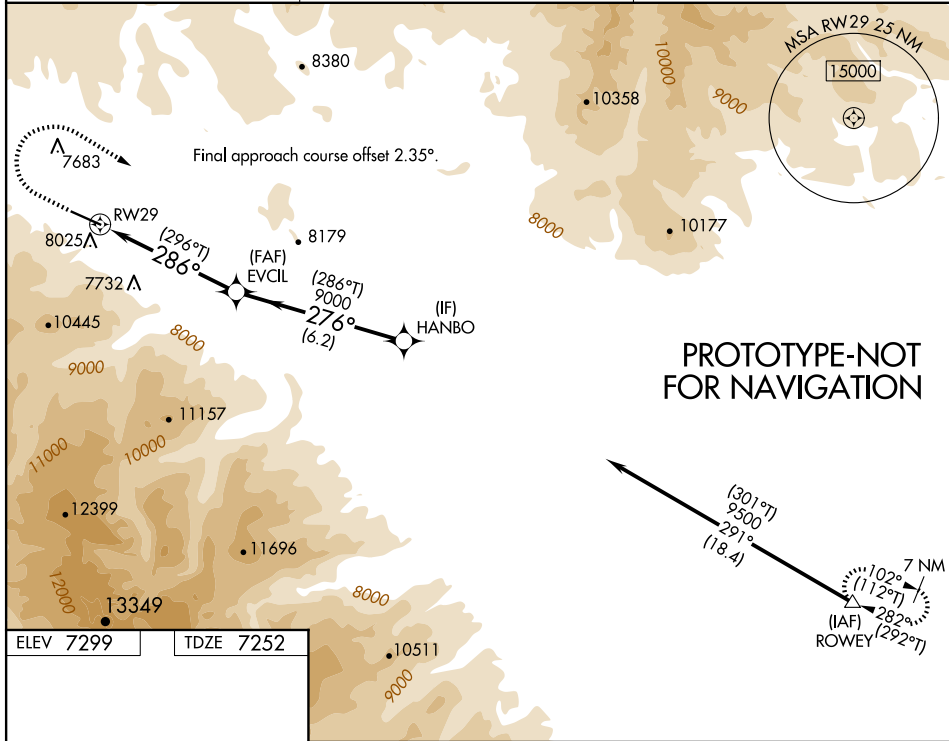 MSA RW29 25 NM
15000
8380
10000
9000
10358
7683
Final approach course offset 2.35°.
RW29
8025
(296°T)
286°
(FAF)
EVCIL
8179
8000
10177
7732
(286°T)
9000
276°
(6.2)
(IF)
HANBO
10445
8000
9000
PROTOTYPE-NOT
FOR NAVIGATION
11157
11000
10000
12399
11696
(301°T)
9500
291°
(18.4)
12000
13349
8000
102°
(112°T)
7 NM
282°
(292°T)
(IAF)
ROWEY
ELEV 7299
TDZE 7252
10511
9000